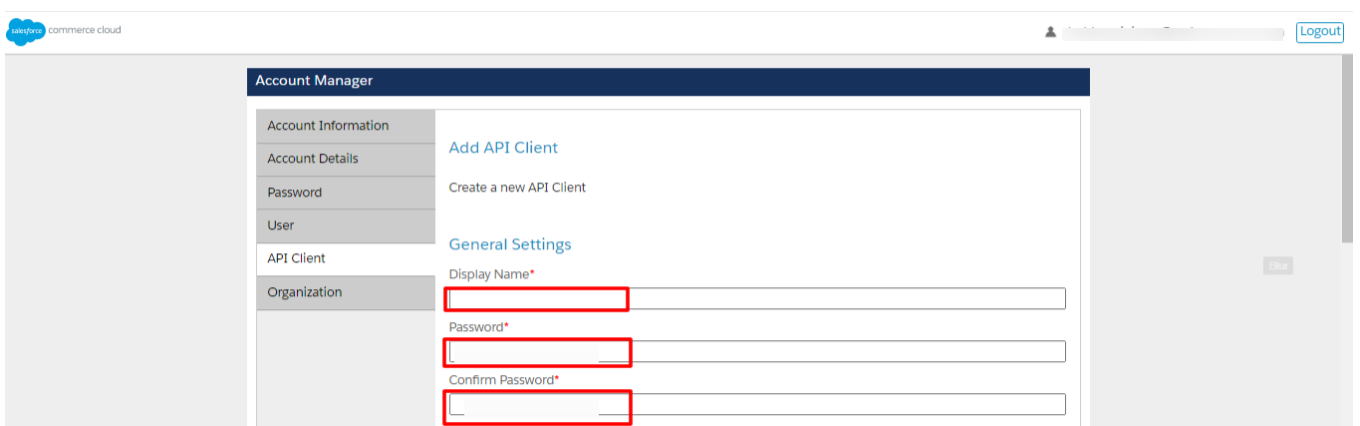 salesforce commerce cloud
Logout
Account Manager
Account Information
Account Details
Password
User
API Client
Organization
Add API Client
Create a new API Client
General Settings
Display Name*
Password*
Confirm Password*
Blur